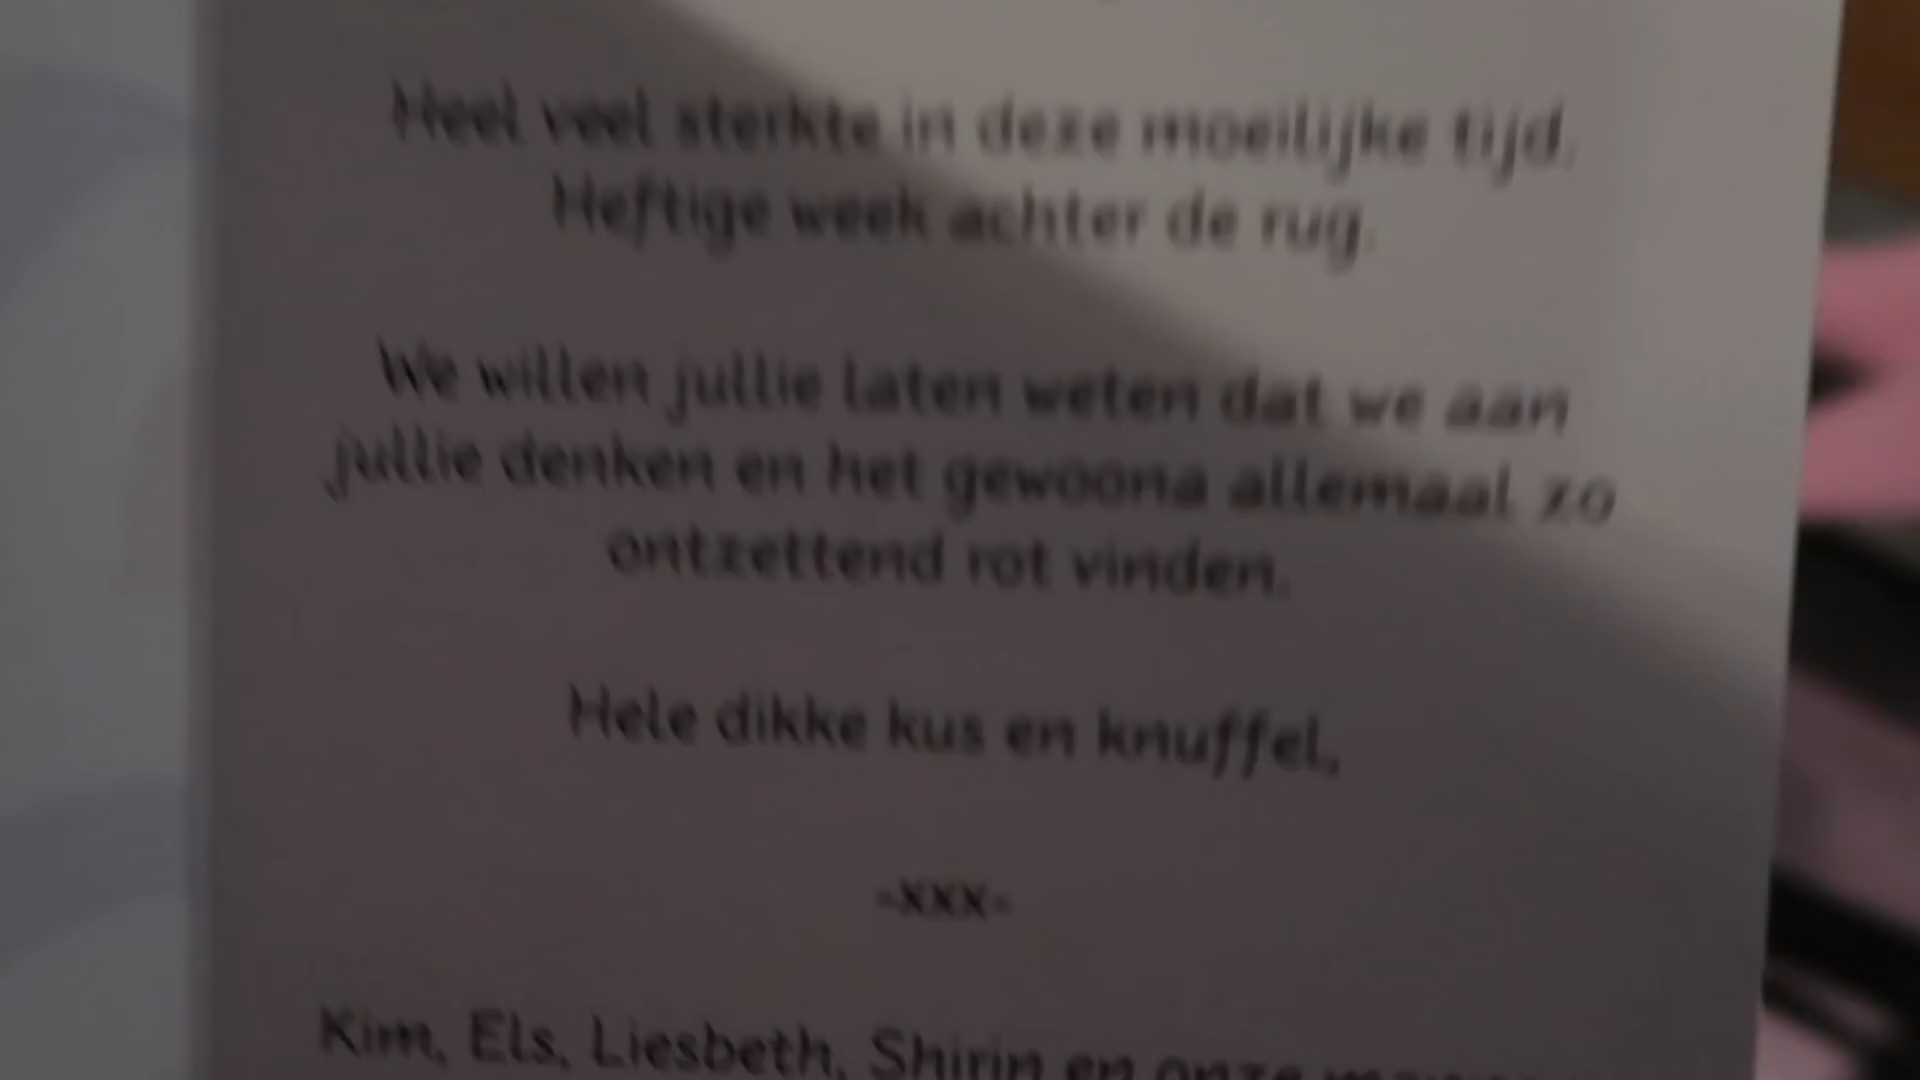 Heel veel sterkte in deze moeilijke tijd.
Heftige week achter de rug.
We willen jullie laten weten dat we aan
jullie denken en het gewoona allemaal zo
ontzettend rot vinden.
Hele dikke kus en knuffel,
-xxx-
Kim, Els, Liesbeth, Shirin en onze